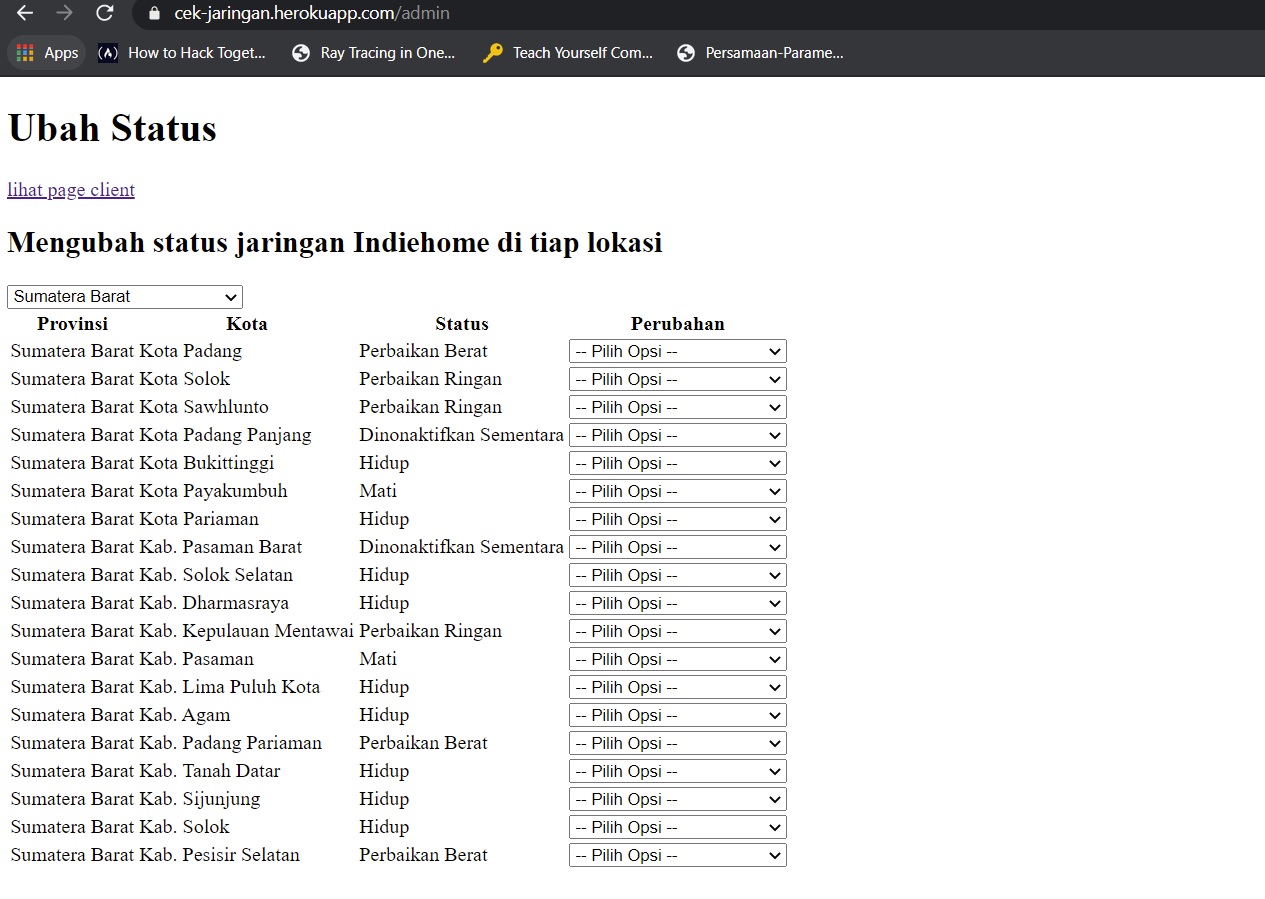 cek-jaringan.herokuapp.com/admin
Apps How to Hack Toget... Ray Tracing in One... Teach Yourself Com... Persamaan-Parame...
Ubah Status
lihat page client
Mengubah status jaringan Indiehome di tiap lokasi
Sumatera Barat
Provinsi Kota Status Perubahan
Sumatera Barat Kota Padang Perbaikan Berat -- Pilih Opsi --
Sumatera Barat Kota Solok Perbaikan Ringan -- Pilih Opsi --
Sumatera Barat Kota Sawhlunto Perbaikan Ringan -- Pilih Opsi --
Sumatera Barat Kota Padang Panjang Dinonaktifkan Sementara -- Pilih Opsi --
Sumatera Barat Kota Bukittinggi Hidup -- Pilih Opsi --
Sumatera Barat Kota Payakumbuh Mati -- Pilih Opsi --
Sumatera Barat Kota Pariaman Hidup -- Pilih Opsi --
Sumatera Barat Kab. Pasaman Barat Dinonaktifkan Sementara -- Pilih Opsi --
Sumatera Barat Kab. Solok Selatan Hidup -- Pilih Opsi --
Sumatera Barat Kab. Dharmasraya Hidup -- Pilih Opsi --
Sumatera Barat Kab. Kepulauan Mentawai Perbaikan Ringan -- Pilih Opsi --
Sumatera Barat Kab. Pasaman Mati -- Pilih Opsi --
Sumatera Barat Kab. Lima Puluh Kota Hidup -- Pilih Opsi --
Sumatera Barat Kab. Agam Hidup -- Pilih Opsi --
Sumatera Barat Kab. Padang Pariaman Perbaikan Berat -- Pilih Opsi --
Sumatera Barat Kab. Tanah Datar Hidup -- Pilih Opsi --
Sumatera Barat Kab. Sijunjung Hidup -- Pilih Opsi --
Sumatera Barat Kab. Solok Hidup -- Pilih Opsi --
Sumatera Barat Kab. Pesisir Selatan Perbaikan Berat -- Pilih Opsi --